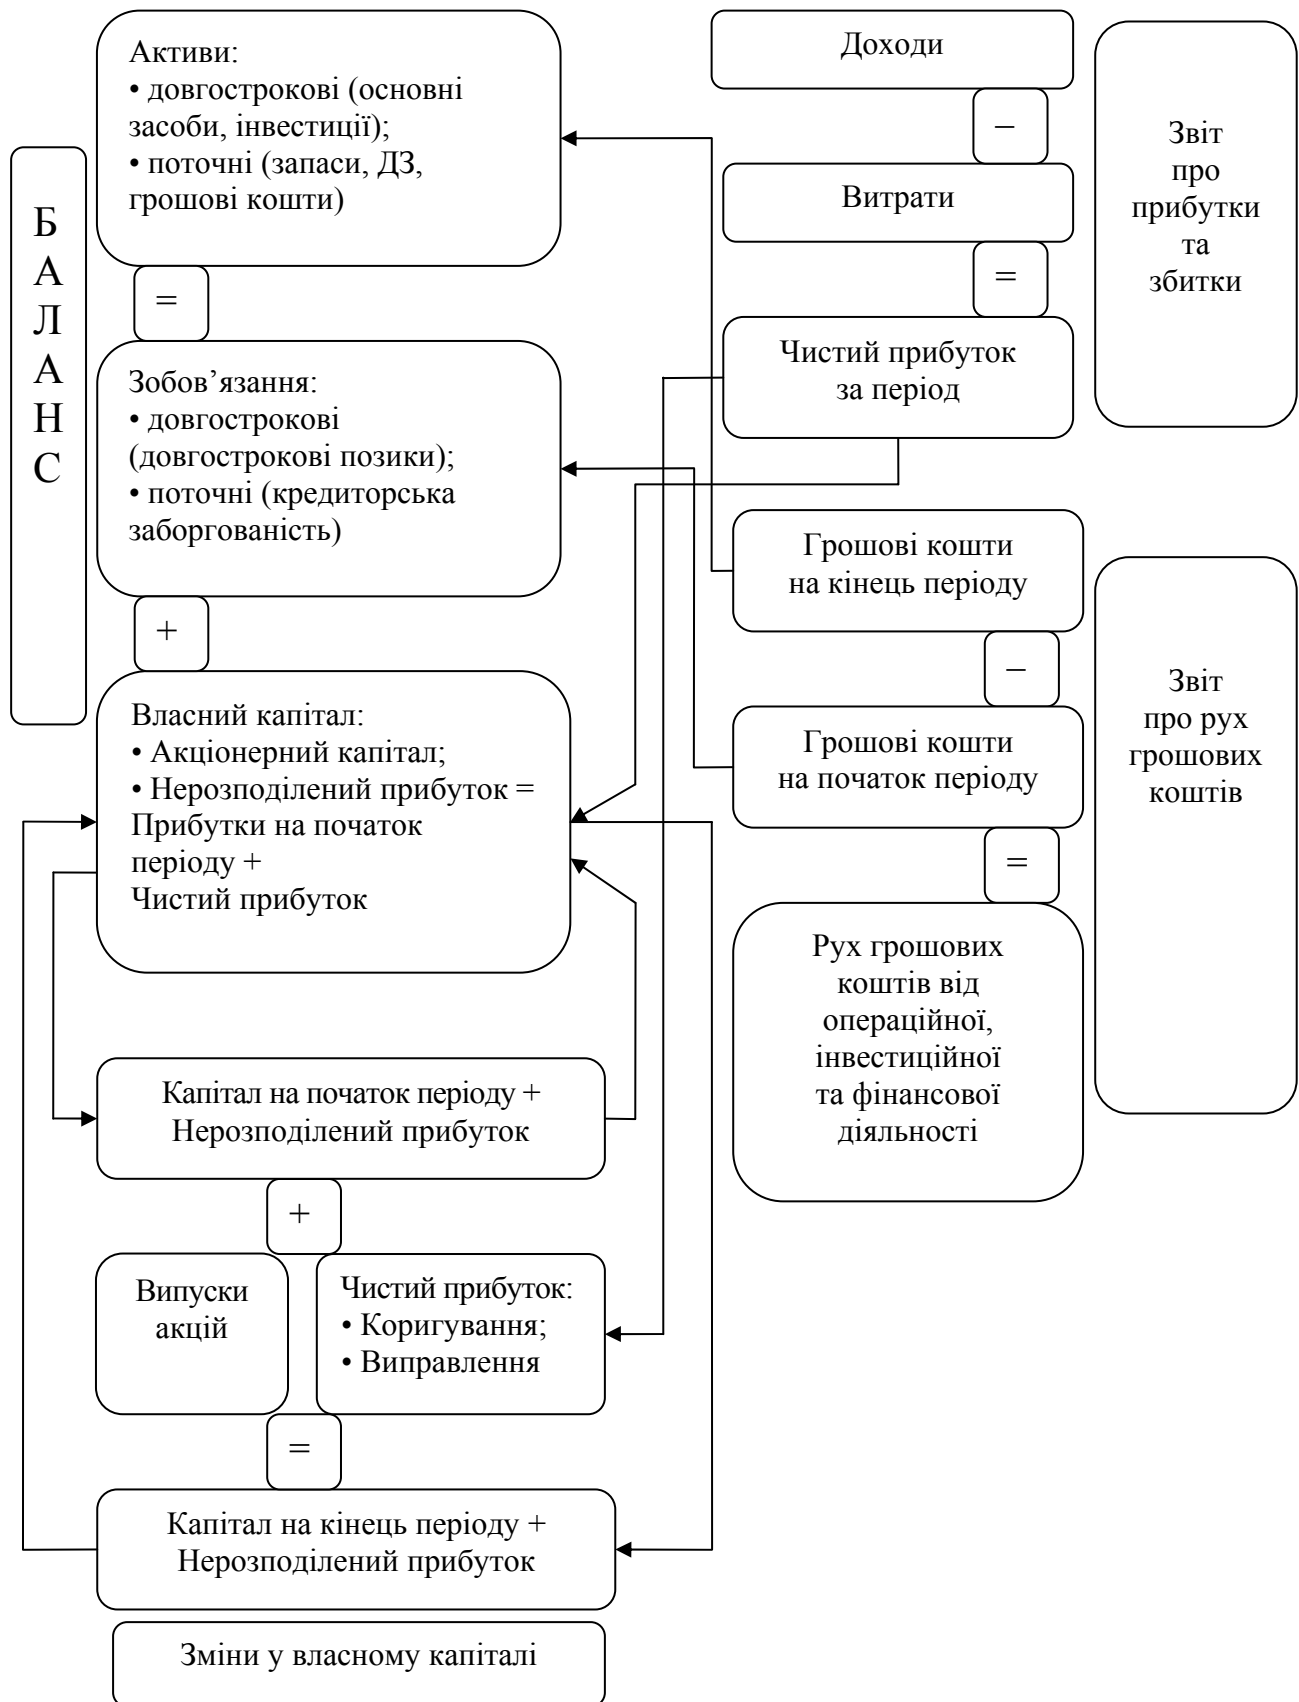 БАЛАНС
Активи:
• довгострокові (основні
засоби, інвестиції);
• поточні (запаси, ДЗ,
грошові кошти)
=
Зобов’язання:
• довгострокові
(довгострокові позики);
• поточні (кредиторська
заборгованість)
+
Власний капітал:
• Акціонерний капітал;
• Нерозподілений прибуток =
Прибутки на початок
періоду +
Чистий прибуток
Капітал на початок періоду +
Нерозподілений прибуток
+
Випуски
акцій
Чистий прибуток:
• Коригування;
• Виправлення
=
Капітал на кінець періоду +
Нерозподілений прибуток
Зміни у власному капіталі
Доходи
–
Витрати
=
Чистий прибуток
за період
Звіт
про
прибутки
та
збитки
Грошові кошти
на кінець періоду
–
Грошові кошти
на початок періоду
=
Рух грошових
коштів від
операційної,
інвестиційної
та фінансової
діяльності
Звіт
про рух
грошових
коштів